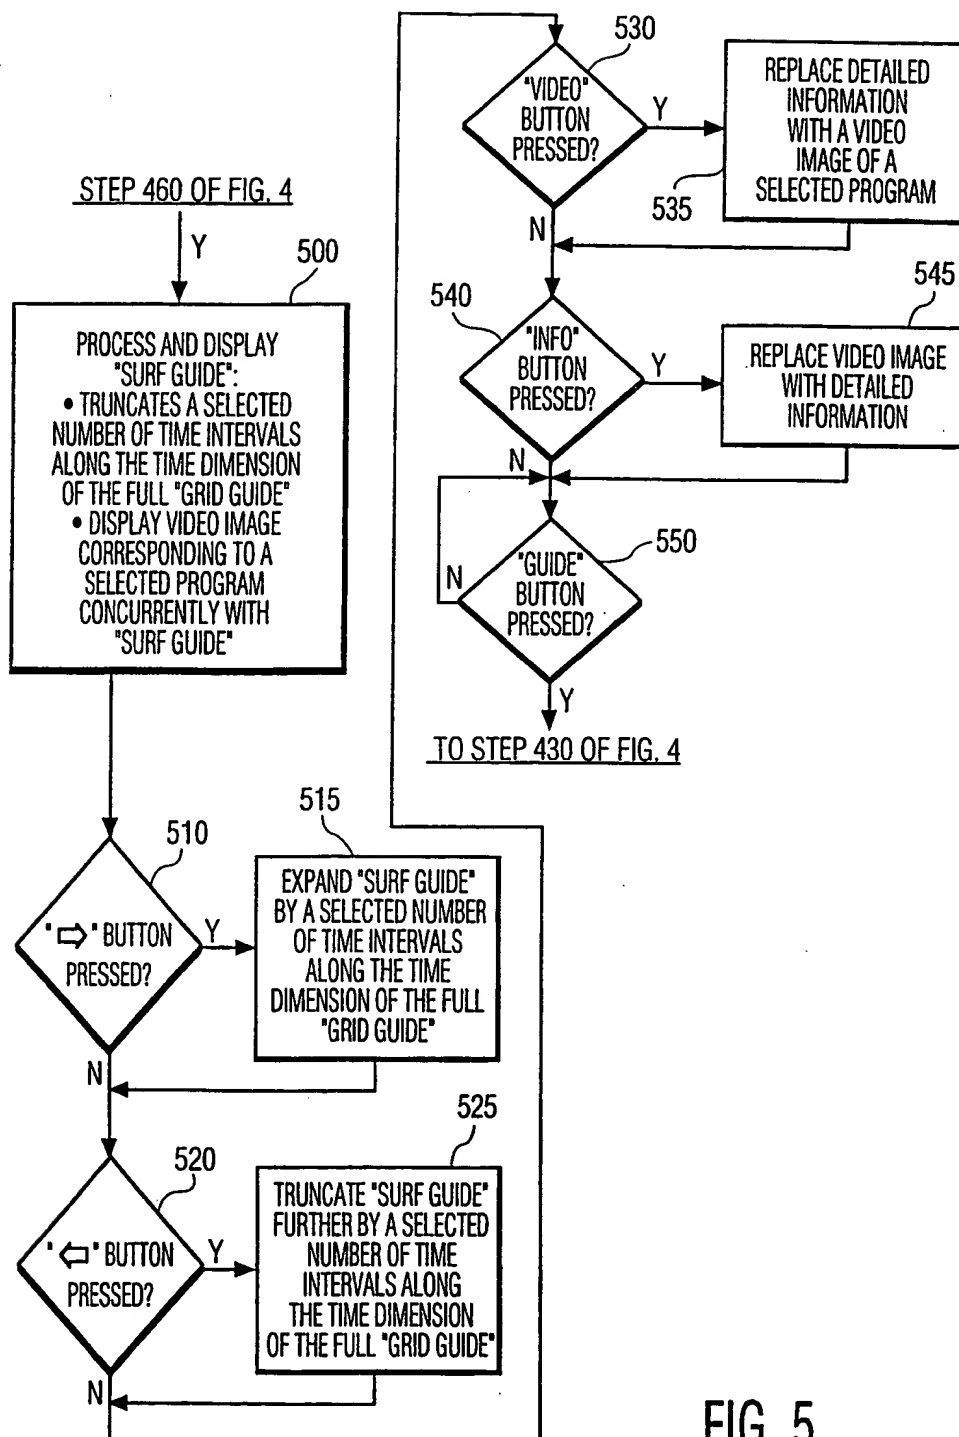 STEP 460 OF FIG. 4
Y
500
PROCESS AND DISPLAY
"SURF GUIDE":
• TRUNCATES A SELECTED
NUMBER OF TIME INTERVALS
ALONG THE TIME DIMENSION
OF THE FULL "GRID GUIDE"
• DISPLAY VIDEO IMAGE
CORRESPONDING TO A
SELECTED PROGRAM
CONCURRENTLY WITH
"SURF GUIDE"
510
"⇨" BUTTON
PRESSED?
Y
N
515
EXPAND "SURF GUIDE"
BY A SELECTED NUMBER
OF TIME INTERVALS
ALONG THE TIME
DIMENSION OF THE FULL
"GRID GUIDE"
520
"⇦" BUTTON
PRESSED?
Y
N
525
TRUNCATE "SURF GUIDE"
FURTHER BY A SELECTED
NUMBER OF TIME
INTERVALS ALONG
THE TIME DIMENSION
OF THE FULL "GRID GUIDE"
530
"VIDEO"
BUTTON
PRESSED?
Y
N
535
REPLACE DETAILED
INFORMATION
WITH A VIDEO
IMAGE OF A
SELECTED PROGRAM
540
"INFO"
BUTTON
PRESSED?
Y
N
545
REPLACE VIDEO IMAGE
WITH DETAILED
INFORMATION
550
"GUIDE"
BUTTON
PRESSED?
N
Y
TO STEP 430 OF FIG. 4
FIG. 5